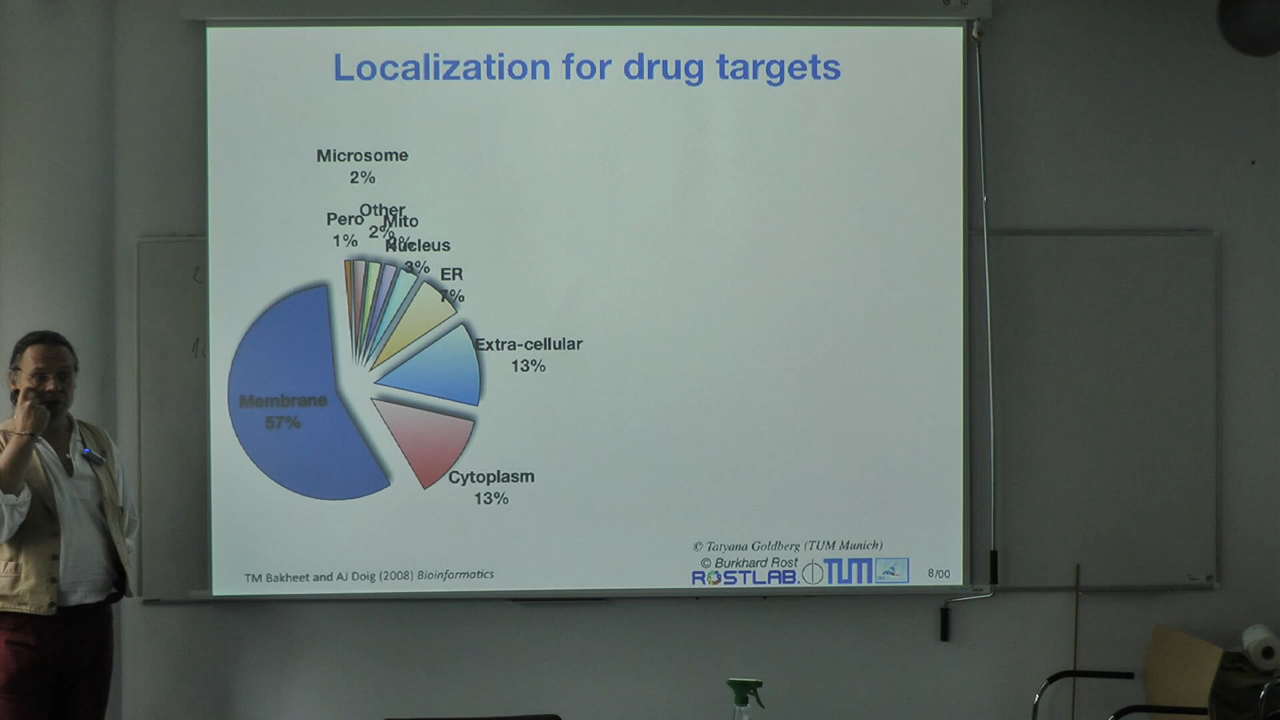 Localization for drug targets
Microsome
2%
Other
2%
Pero
1%
Mito
Nucleus
3%
ER
7%
Extra-cellular
13%
Membrane
57%
Cytoplasm
13%
© Tatyana Goldberg (TUM Munich)
© Burkhard Rost
ROSTLAB.
TUM
TM Bakheet and AJ Doig (2008) Bioinformatics
8/00